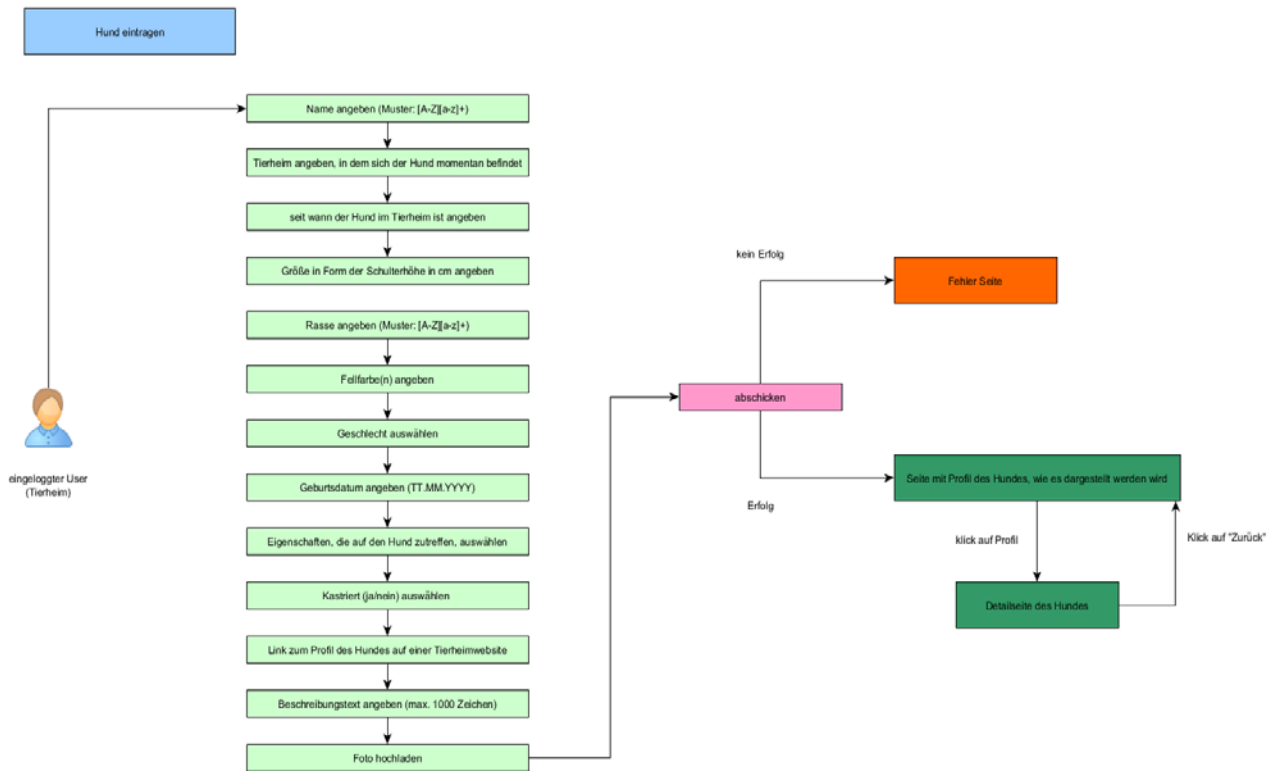 Hund eintragen
Name angeben (Muster: [A-Z][a-z]+)
Tierheim angeben, in dem sich der Hund momentan befindet
seit wann der Hund im Tierheim ist angeben
Größe in Form der Schulterhöhe in cm angeben
Rasse angeben (Muster: [A-Z][a-z]+)
Fellfarbe(n) angeben
Geschlecht auswählen
Geburtsdatum angeben (TT.MM.YYYY)
Eigenschaften, die auf den Hund zutreffen, auswählen
Kastriert (ja/nein) auswählen
Link zum Profil des Hundes auf einer Tierheimwebsite
Beschreibungstext angeben (max. 1000 Zeichen)
Foto hochladen
eingeloggter User
(Tierheim)
abschicken
kein Erfolg
Fehler Seite
Erfolg
Seite mit Profil des Hundes, wie es dargestellt werden wird
klick auf Profil
Klick auf "Zurück"
Detailseite des Hundes